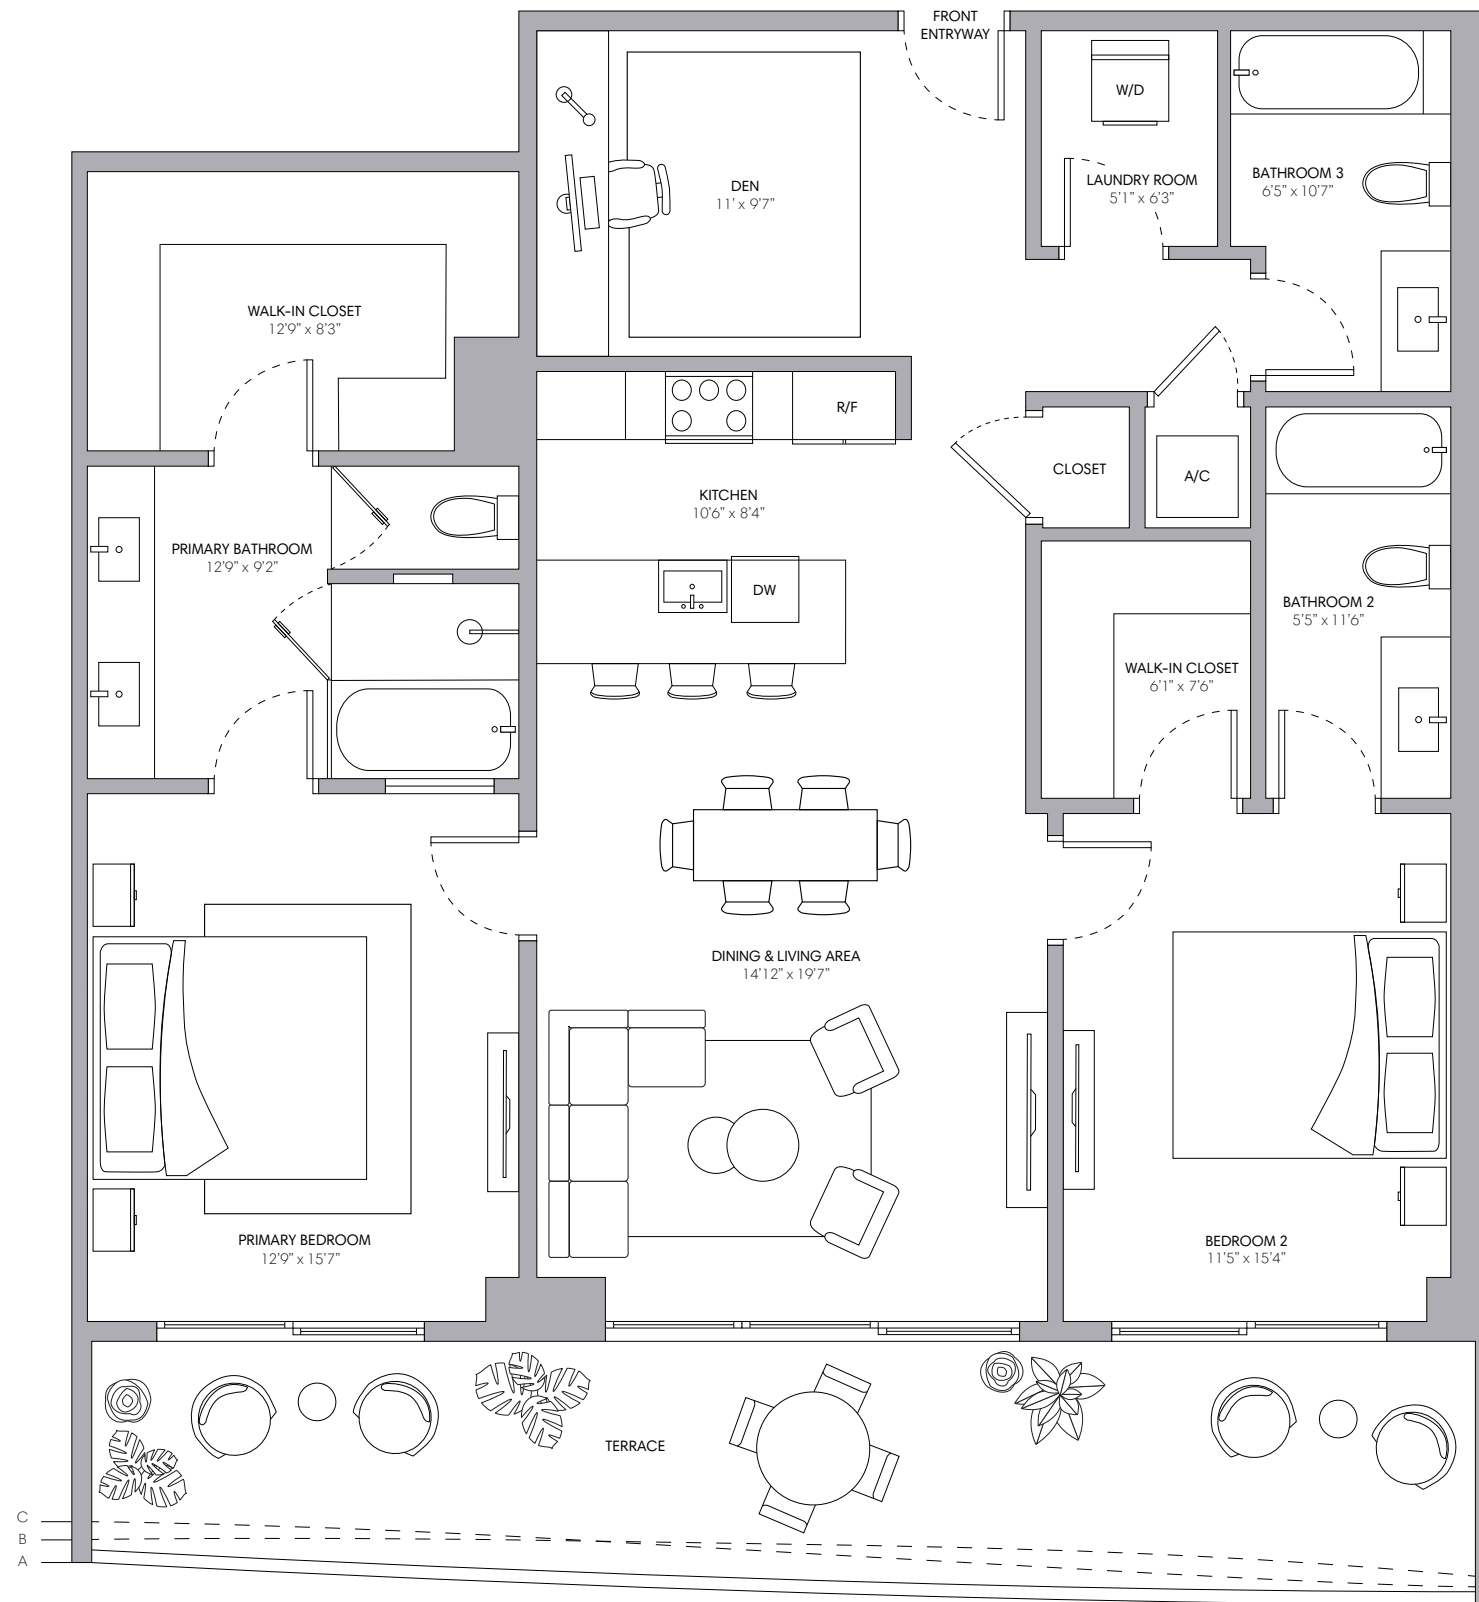 FRONT
ENTRYWAY
W/D
DEN
11' x 9'7"
LAUNDRY ROOM
5'1" x 6'3"
BATHROOM 3
6'5" x 10'7"
WALK-IN CLOSET
12'9" x 8'3"
R/F
CLOSET
A/C
KITCHEN
10'6" x 8'4"
PRIMARY BATHROOM
12'9" x 9'2"
DW
BATHROOM 2
5'5" x 11'6"
WALK-IN CLOSET
6'1" x 7'6"
DINING & LIVING AREA
14'12" x 19'7"
PRIMARY BEDROOM
12'9" x 15'7"
BEDROOM 2
11'5" x 15'4"
TERRACE
C
B
A